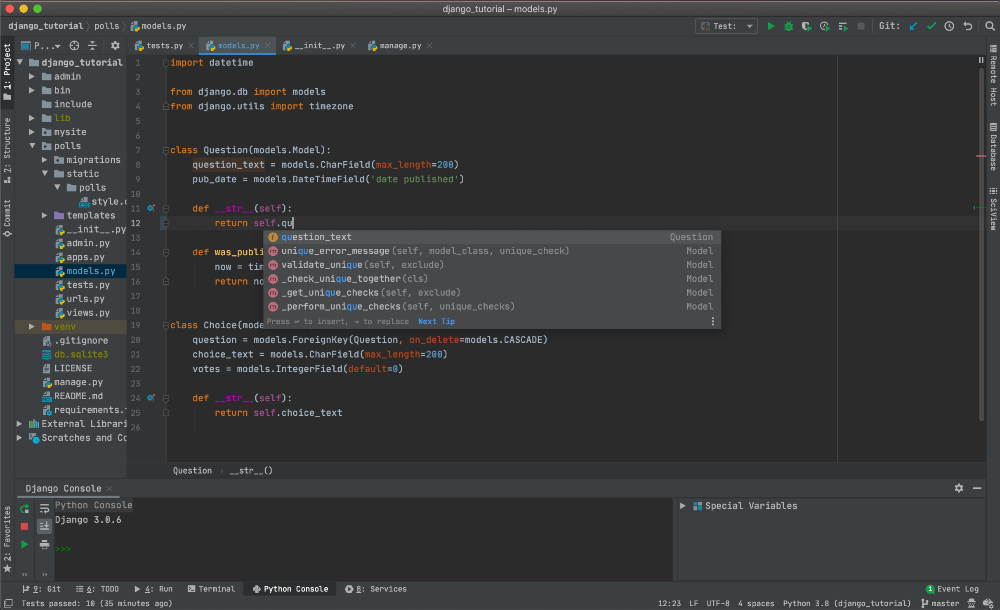 django_tutorial – models.py
django_tutorial polls models.py
Test: Git:
1: Project
7: Structure
Commit
2: Favorites
P...
django_tutorial
admin
bin
include
lib
mysite
polls
migrations
static
polls
style.c
templates
__init__.py
admin.py
apps.py
models.py
tests.py
urls.py
views.py
venv
.gitignore
db.sqlite3
LICENSE
manage.py
README.md
requirements.t
External Librari
Scratches and Co
tests.py models.py __init__.py manage.py
1 import datetime
2
3 from django.db import models
4 from django.utils import timezone
5
6
7 class Question(models.Model):
8 question_text = models.CharField(max_length=200)
9 pub_date = models.DateTimeField('date published')
10
11 def __str__(self):
12 return self.qu
13
14 def was_publi
15 now = tim
16 return no
17
18
19 class Choice(mode
20 question = models.ForeignKey(Question, on_delete=models.CASCADE)
21 choice_text = models.CharField(max_length=200)
22 votes = models.IntegerField(default=0)
23
24 def __str__(self):
25 return self.choice_text
26
question_text Question
unique_error_message(self, model_class, unique_check) Model
validate_unique(self, exclude) Model
_check_unique_together(cls) Model
_get_unique_checks(self, exclude) Model
_perform_unique_checks(self, unique_checks) Model
Press ⏎ to insert, ⇥ to replace Next Tip
Question › __str__()
Remote Host
Database
SciView
Django Console
Python Console
Django 3.0.6
>>>
Special Variables
9: Git 6: TODO 4: Run Terminal Python Console 8: Services 1 Event Log
Tests passed: 10 (35 minutes ago) 12:23 LF UTF-8 4 spaces Python 3.8 (django_tutorial) master